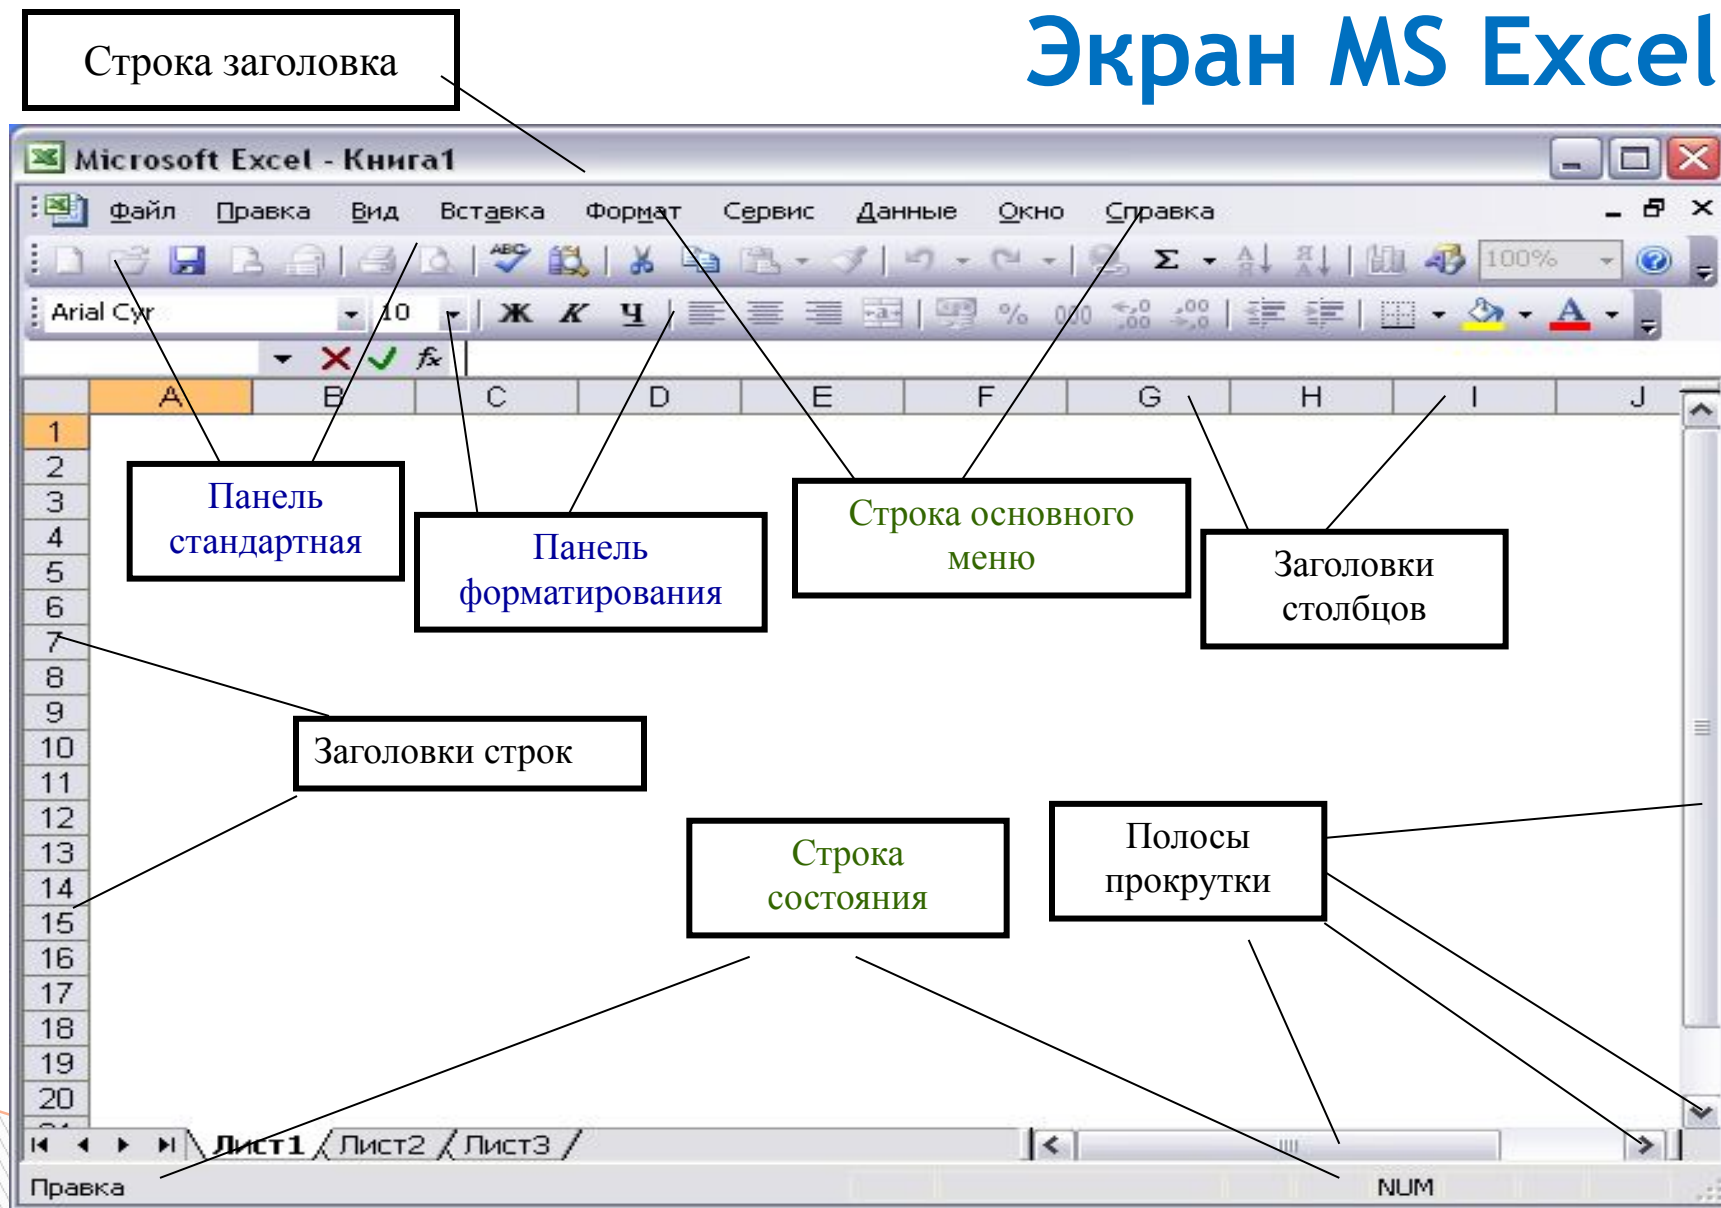 Строка заголовка
Экран MS Excel
Microsoft Excel - Книга1
Файл Правка Вид Вставка Формат Сервис Данные Окно Справка
ABC Σ 100%
Arial Cyr 10 Ж К Ч % 000
fx
A B C D E F G H I J
1
2
3
4
5
6
7
8
9
10
11
12
13
14
15
16
17
18
19
20
Панель
стандартная
Панель
форматирования
Строка основного
меню
Заголовки
столбцов
Заголовки строк
Строка
состояния
Полосы
прокрутки
Лист1 Лист2 Лист3
Правка NUM